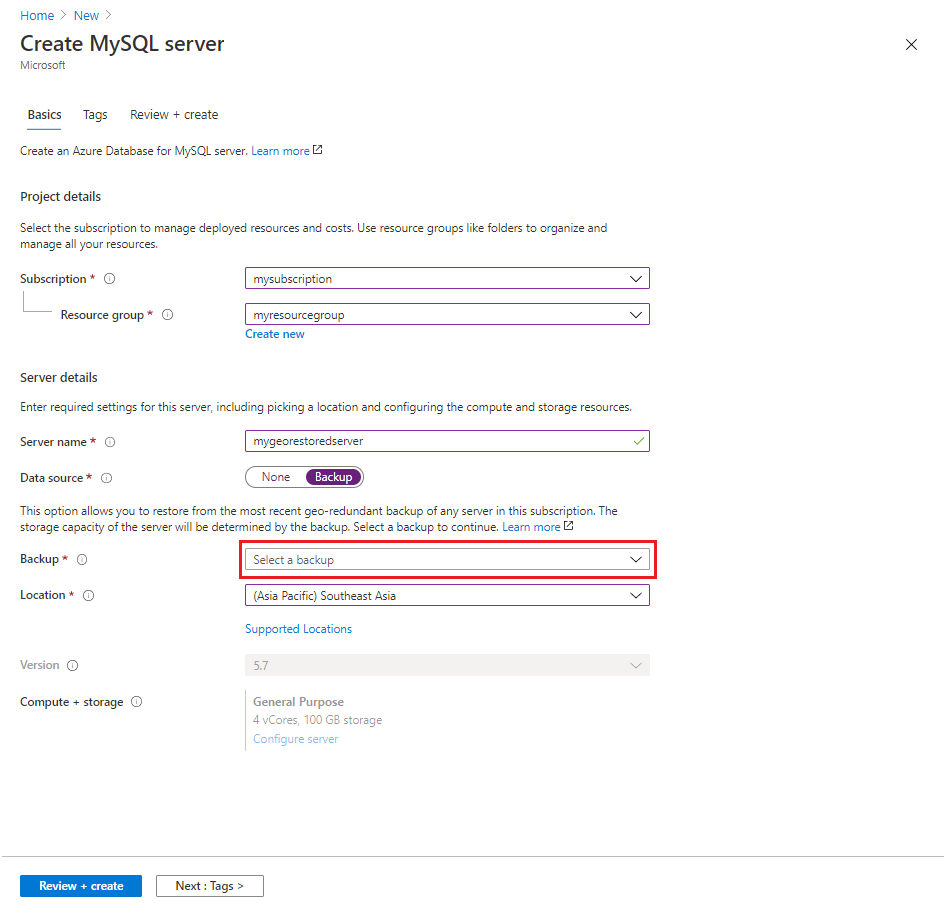 Home > New >
Create MySQL server
Microsoft
Basics Tags Review + create
Create an Azure Database for MySQL server. Learn more
Project details
Select the subscription to manage deployed resources and costs. Use resource groups like folders to organize and
manage all your resources.
Subscription * mysubscription
Resource group * myresourcegroup
Create new
Server details
Enter required settings for this server, including picking a location and configuring the compute and storage resources.
Server name * mygeorestoredserver
Data source * None Backup
This option allows you to restore from the most recent geo-redundant backup of any server in this subscription. The
storage capacity of the server will be determined by the backup. Select a backup to continue. Learn more
Backup * Select a backup
Location * (Asia Pacific) Southeast Asia
Supported Locations
Version 5.7
Compute + storage General Purpose
4 vCores, 100 GB storage
Configure server
Review + create Next : Tags >